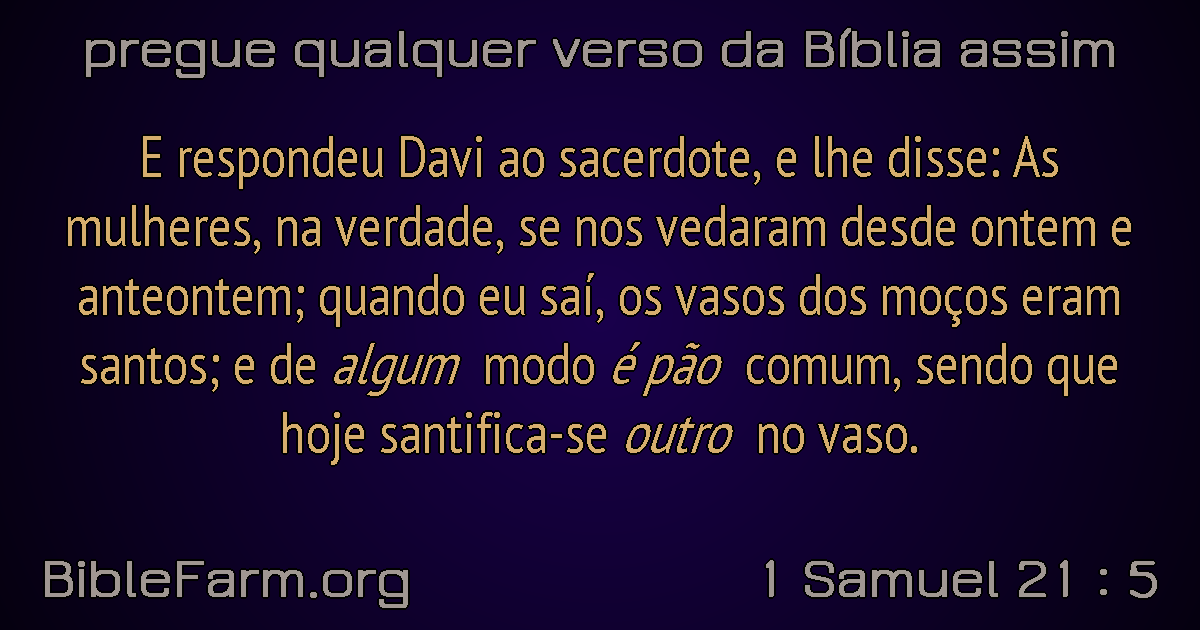 pregue qualquer verso da Bíblia assim
E respondeu Davi ao sacerdote, e lhe disse: As
mulheres, na verdade, se nos vedaram desde ontem e
anteontem; quando eu saí, os vasos dos moços eram
santos; e de algum modo é pão comum, sendo que
hoje santifica-se outro no vaso.
BibleFarm.org
1 Samuel 21 : 5